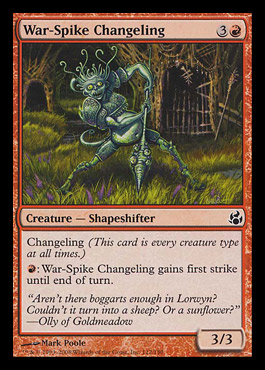 War-Spike Changeling 3
Creature — Shapeshifter
Changeling (This card is every creature type
at all times.)
: War-Spike Changeling gains first strike
until end of turn.
"Aren't there boggarts enough in Lorwyn?
Couldn't it turn into a sheep? Or a sunflower?"
—Olly of Goldmeadow
Mark Poole
3/3